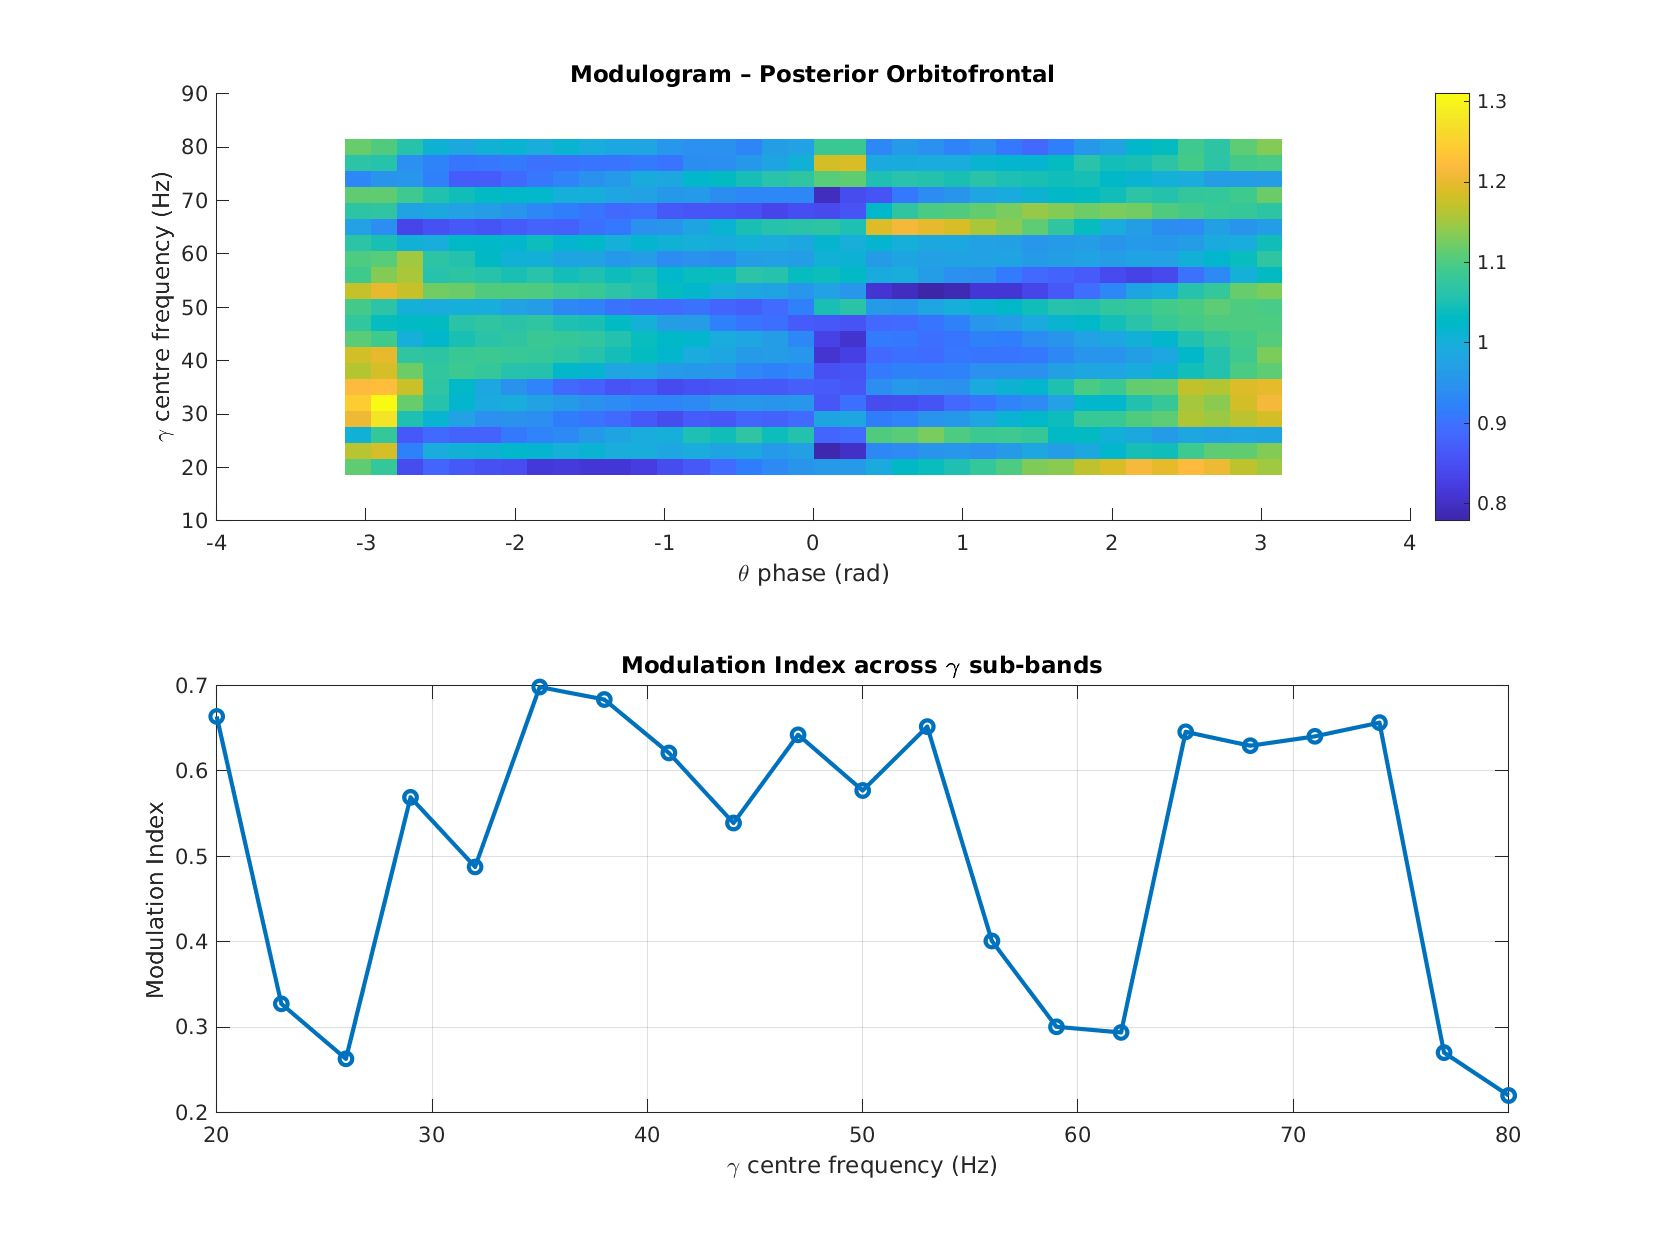 Modulogram – Posterior Orbitofrontal
90
80
70
60
50
40
30
20
10
γ centre frequency (Hz)
-4 -3 -2 -1 0 1 2 3 4
θ phase (rad)
1.3
1.2
1.1
1
0.9
0.8
Modulation Index across γ sub-bands
0.7
0.6
0.5
0.4
0.3
0.2
Modulation Index
20 30 40 50 60 70 80
γ centre frequency (Hz)